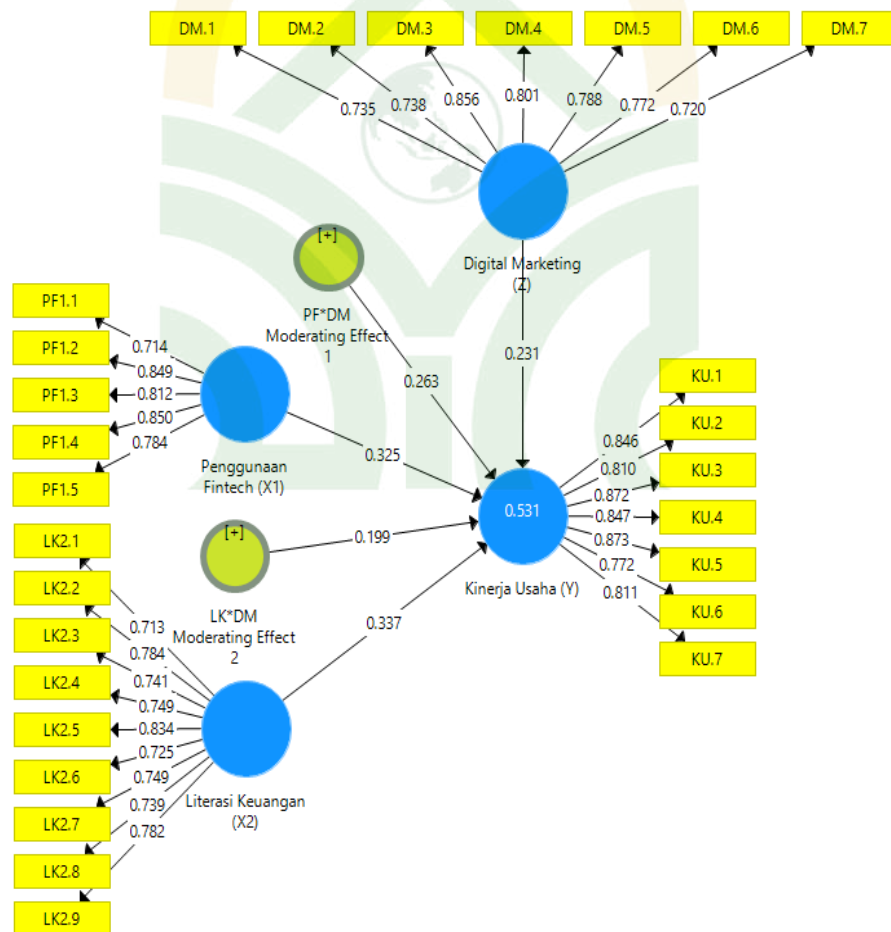 DM.1
DM.2
DM.3
DM.4
DM.5
DM.6
DM.7
0.735
0.738
0.856
0.801
0.788
0.772
0.720
Digital Marketing
(Z)
[+]
PF*DM
Moderating Effect
1
PF1.1
PF1.2
PF1.3
PF1.4
PF1.5
0.714
0.849
0.812
0.850
0.784
Penggunaan
Fintech (X1)
0.263
0.231
0.325
[+]
LK*DM
Moderating Effect
2
0.199
0.337
0.531
Kinerja Usaha (Y)
0.846
0.810
0.872
0.847
0.873
0.772
0.811
KU.1
KU.2
KU.3
KU.4
KU.5
KU.6
KU.7
LK2.1
LK2.2
LK2.3
LK2.4
LK2.5
LK2.6
LK2.7
LK2.8
LK2.9
0.713
0.784
0.741
0.749
0.834
0.725
0.749
0.739
0.782
Literasi Keuangan
(X2)